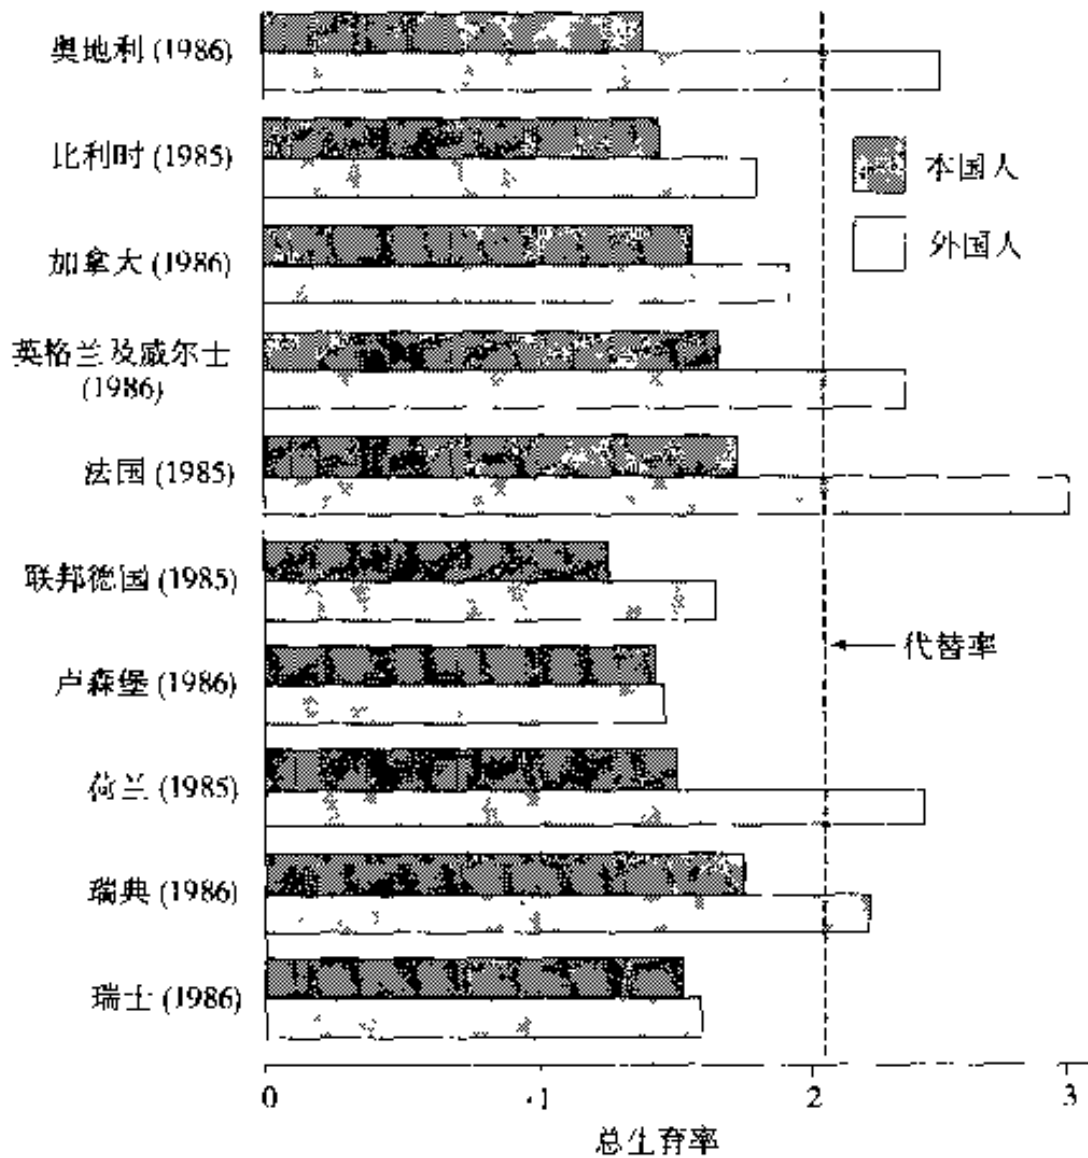 奥地利 (1986)
比利时 (1985)
本国人
外国人
加拿大 (1986)
英格兰及威尔士
(1986)
法国 (1985)
联邦德国 (1985)
代替率
卢森堡 (1986)
荷兰 (1985)
瑞典 (1986)
瑞士 (1986)
0 1 2 3
总生育率